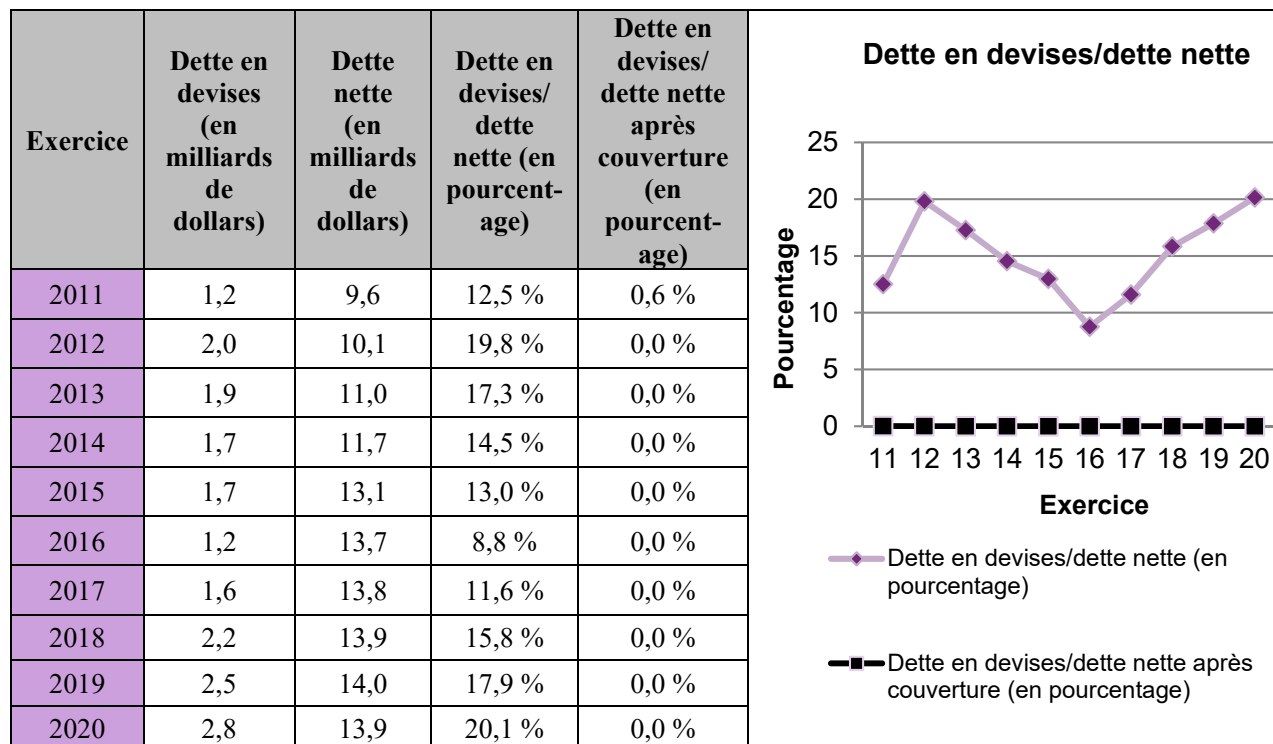 Exercice
Dette en
devises
(en
milliards
de
dollars)
Dette
nette
(en
milliards
de
dollars)
Dette en
devises/
dette
nette (en
pourcent-
age)
Dette en
devises/
dette nette
après
couverture
(en
pourcent-
age)
2011 1,2 9,6 12,5 % 0,6 %
2012 2,0 10,1 19,8 % 0,0 %
2013 1,9 11,0 17,3 % 0,0 %
2014 1,7 11,7 14,5 % 0,0 %
2015 1,7 13,1 13,0 % 0,0 %
2016 1,2 13,7 8,8 % 0,0 %
2017 1,6 13,8 11,6 % 0,0 %
2018 2,2 13,9 15,8 % 0,0 %
2019 2,5 14,0 17,9 % 0,0 %
2020 2,8 13,9 20,1 % 0,0 %
Dette en devises/dette nette
Pourcentage
25
20
15
10
5
0
11 12 13 14 15 16 17 18 19 20
Exercice
Dette en devises/dette nette (en
pourcentage)
Dette en devises/dette nette après
couverture (en pourcentage)